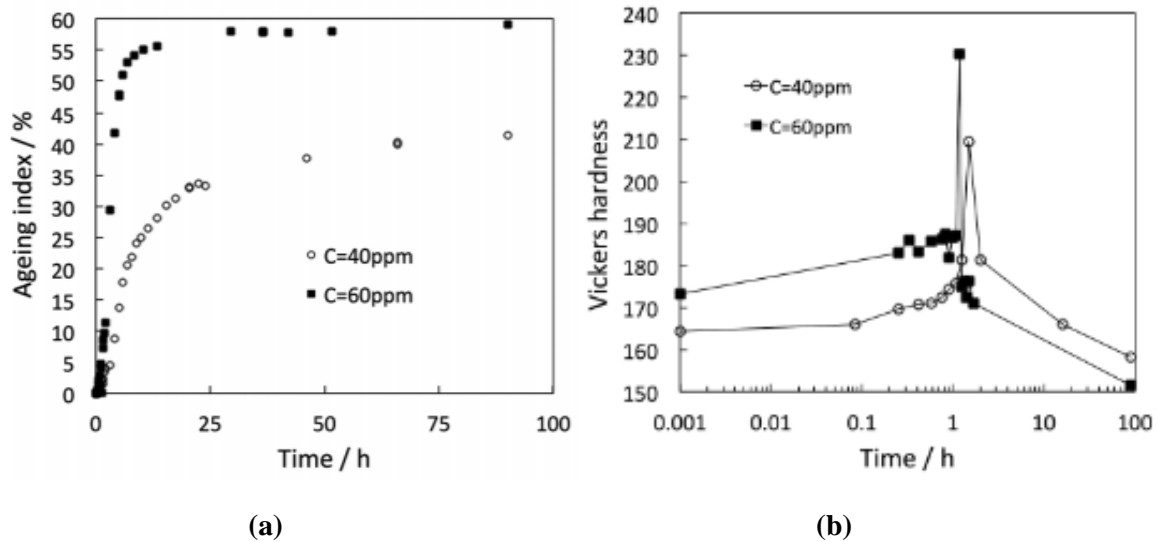 60
55
50
45
40
35
30
25
20
15
10
5
0
Ageing index / %
C=40ppm
C=60ppm
0 25 50 75 100
Time / h
(a)
240
230
220
210
200
190
180
170
160
150
Vickers hardness
C=40ppm
C=60ppm
0.001 0.01 0.1 1 10 100
Time / h
(b)